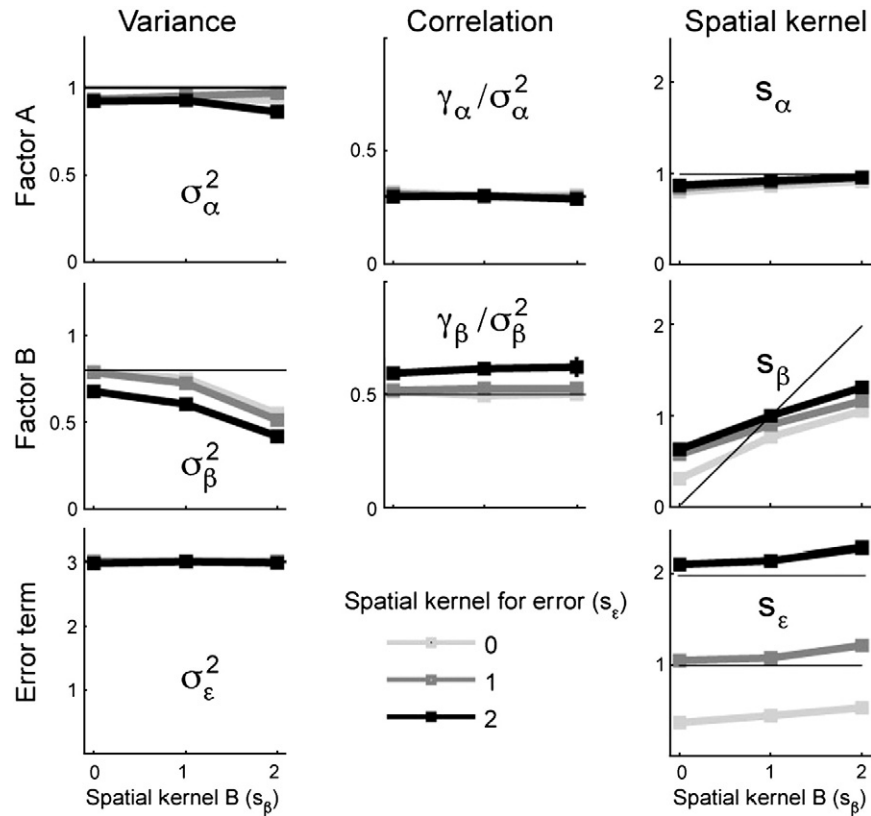 Variance
Correlation
Spatial kernel
Factor A
1
0.5
0
σ²α
0.5
0
γα/σ²α
2
1
0
sα
Factor B
1
0.5
0
σ²β
1
0.5
0
γβ/σ²β
2
1
0
sβ
Error term
3
2
1
σ²ε
0 1 2
Spatial kernel B (sβ)
Spatial kernel for error (sε)
0
1
2
2
1
0
sε
0 1 2
Spatial kernel B (sβ)